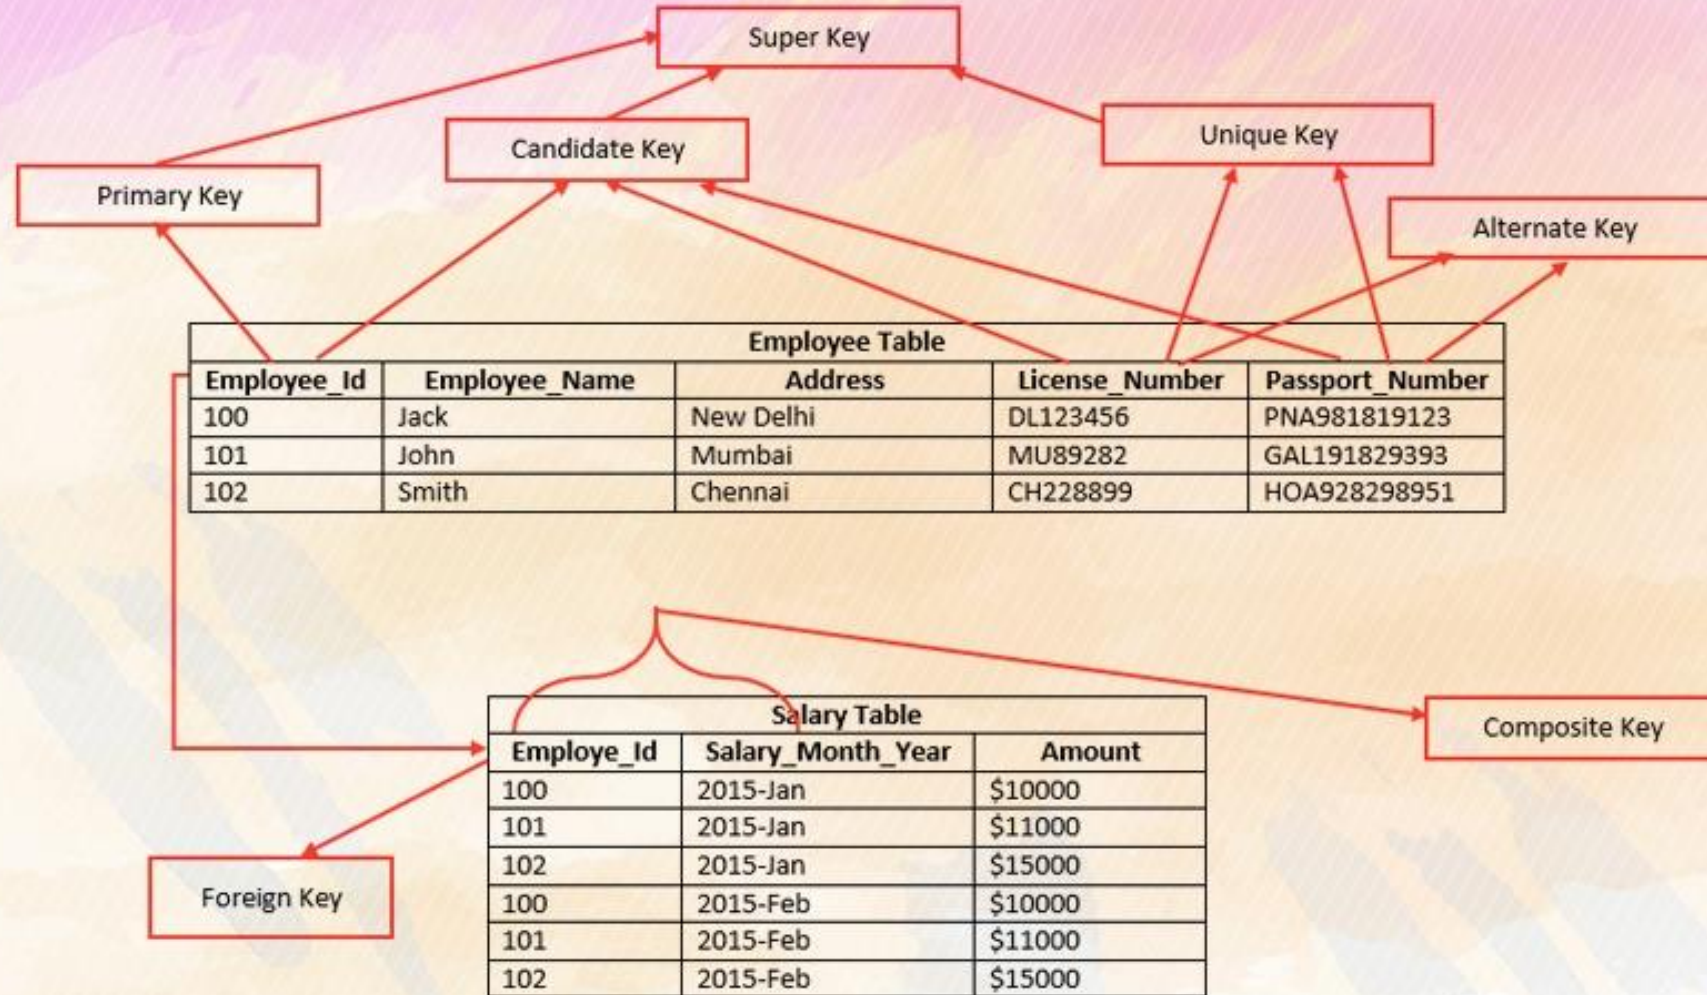 Super Key
Candidate Key
Unique Key
Primary Key
Alternate Key
Employee Table
Employee_Id Employee_Name Address License_Number Passport_Number
100 Jack New Delhi DL123456 PNA981819123
101 John Mumbai MU89282 GAL191829393
102 Smith Chennai CH228899 HOA928298951
Salary Table
Composite Key
Employe_Id Salary_Month_Year Amount
100 2015-Jan $10000
101 2015-Jan $11000
102 2015-Jan $15000
Foreign Key
100 2015-Feb $10000
101 2015-Feb $11000
102 2015-Feb $15000